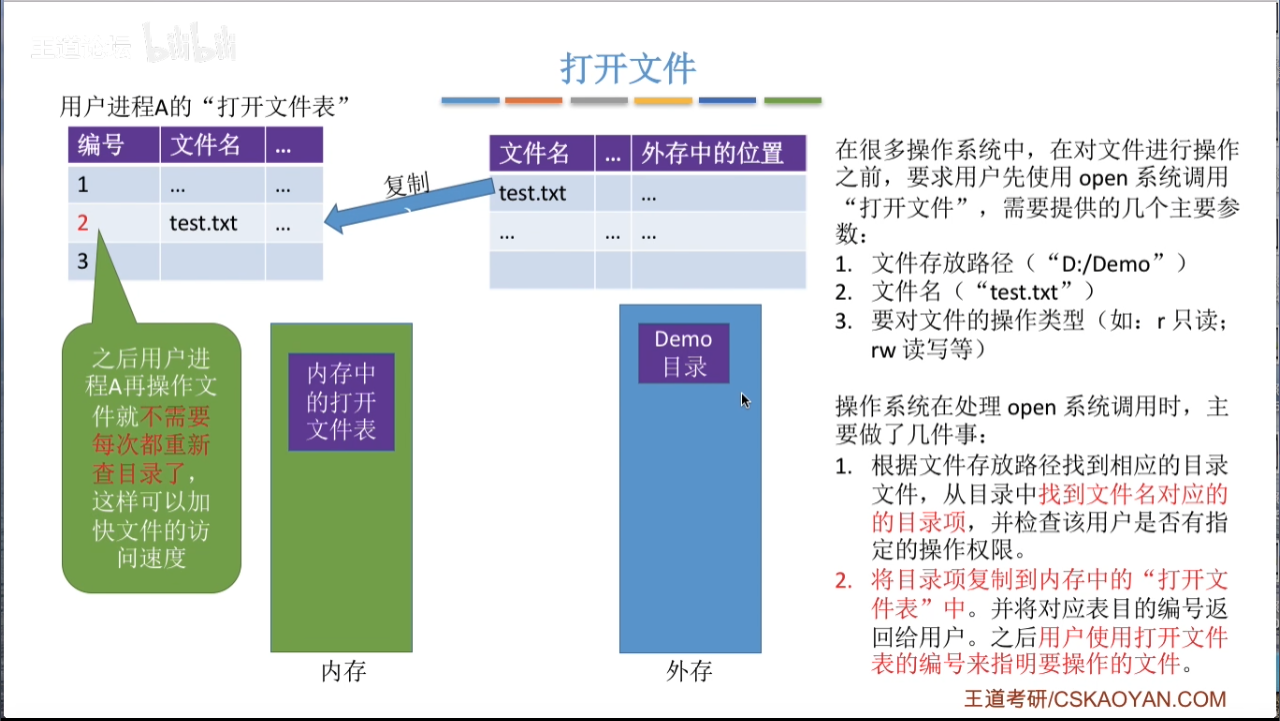 王道论坛 bilibili
打开文件
用户进程A的“打开文件表”
编号 文件名 ...
1 ... ...
2 test.txt ...
3
复制
文件名 ... 外存中的位置
test.txt ...
... ... ...
之后用户进
程A再操作文
件就不需要
每次都重新
查目录了，
这样可以加
快文件的访
问速度
内存中
的打开
文件表
内存
Demo
目录
外存
在很多操作系统中，在对文件进行操作
之前，要求用户先使用 open 系统调用
“打开文件”，需要提供的几个主要参
数：
1. 文件存放路径（“D:/Demo”）
2. 文件名（“test.txt”）
3. 要对文件的操作类型（如：r 只读；
rw 读写等）
操作系统在处理 open 系统调用时，主
要做了几件事：
1. 根据文件存放路径找到相应的目录
文件，从目录中找到文件名对应的
的目录项，并检查该用户是否有指
定的操作权限。
2. 将目录项复制到内存中的“打开文
件表”中。并将对应表目的编号返
回给用户。之后用户使用打开文件
表的编号来指明要操作的文件。
王道考研/CSKAOYAN.COM